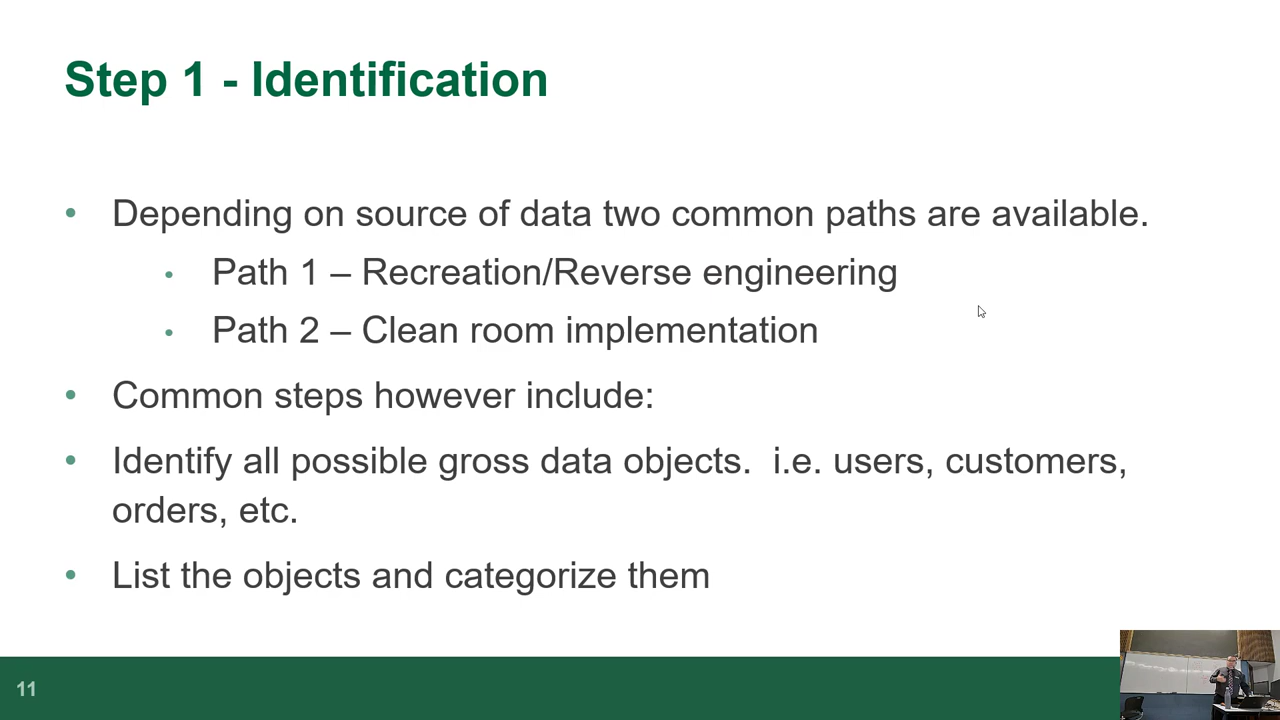 Step 1 - Identification
• Depending on source of data two common paths are available.
• Path 1 – Recreation/Reverse engineering
• Path 2 – Clean room implementation
• Common steps however include:
• Identify all possible gross data objects.  i.e. users, customers,
orders, etc.
• List the objects and categorize them
11